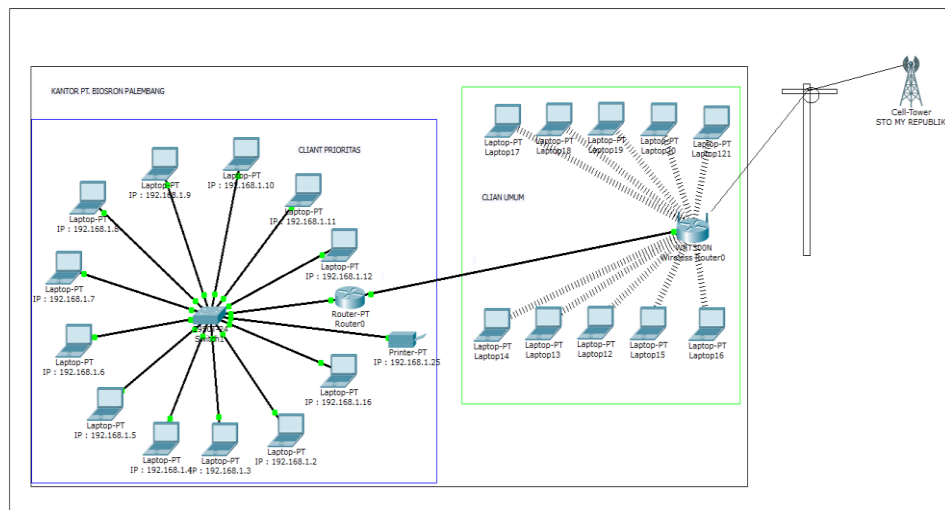 KANTOR PT. BIOSRON PALEMBANG
CLIANT PRIORITAS
CLIAN UMUM
Cell-Tower
STO MY REPUBLIK
Laptop-PT
Laptop17
Laptop-PT
Laptop18
Laptop-PT
Laptop19
Laptop-PT
Laptop20
Laptop-PT
Laptop121
Laptop-PT
IP : 192.168.1.10
Laptop-PT
IP : 192.168.1.9
Laptop-PT
IP : 192.168.1.11
Laptop-PT
IP : 192.168.1.8
Laptop-PT
IP : 192.168.1.12
WRT300N
Wireless Router0
Laptop-PT
IP : 192.168.1.7
Router-PT
Router0
2950T-24
Switch1
Printer-PT
IP : 192.168.1.25
Laptop-PT
Laptop14
Laptop-PT
Laptop13
Laptop-PT
Laptop12
Laptop-PT
Laptop15
Laptop-PT
Laptop16
Laptop-PT
IP : 192.168.1.6
Laptop-PT
IP : 192.168.1.16
Laptop-PT
IP : 192.168.1.5
Laptop-PT
IP : 192.168.1.4
Laptop-PT
IP : 192.168.1.3
Laptop-PT
IP : 192.168.1.2